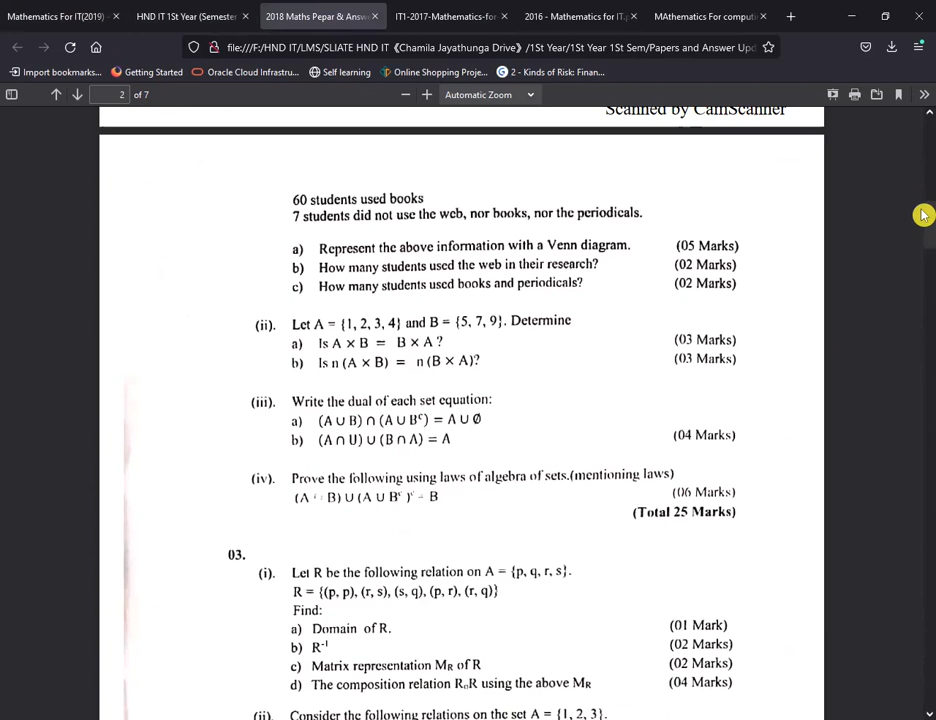 Mathematics For IT(2019) -
HND IT 1St Year (Semester
2018 Maths Pepar & Answe
IT1-2017-Mathematics-for-
2016 - Mathematics for IT.p
MAthematics For computi
file:///F:/HND IT/LMS/SLIATE HND IT 《Chamila Jayathunga Drive》/1St Year/1St Year 1St Sem/Papers and Answer Upd
Import bookmarks...
Getting Started
Oracle Cloud Infrastru...
Self learning
Online Shopping Proje...
2 - Kinds of Risk: Finan...
2 of 7
Automatic Zoom
Scanned by CamScanner
60 students used books
7 students did not use the web, nor books, nor the periodicals.
a) Represent the above information with a Venn diagram. (05 Marks)
b) How many students used the web in their research? (02 Marks)
c) How many students used books and periodicals? (02 Marks)
(ii). Let A = {1, 2, 3, 4} and B = {5, 7, 9}. Determine
a) Is A × B = B × A ? (03 Marks)
b) Is n (A × B) = n (B × A)? (03 Marks)
(iii). Write the dual of each set equation:
a) (A ∪ B) ∩ (A ∪ Bᶜ) = A ∪ Ø
b) (A ∩ U) ∪ (B ∩ A) = A (04 Marks)
(iv). Prove the following using laws of algebra of sets.(mentioning laws)
(A B) ∪ (A ∪ Bᶜ )ᶜ = B (06 Marks)
(Total 25 Marks)
03.
(i). Let R be the following relation on A = {p, q, r, s}.
R = {(p, p), (r, s), (s, q), (p, r), (r, q)}
Find:
a) Domain of R. (01 Mark)
b) R⁻¹ (02 Marks)
c) Matrix representation MR of R (02 Marks)
d) The composition relation RoR using the above MR (04 Marks)
(ii). Consider the following relations on the set A = {1, 2, 3}.